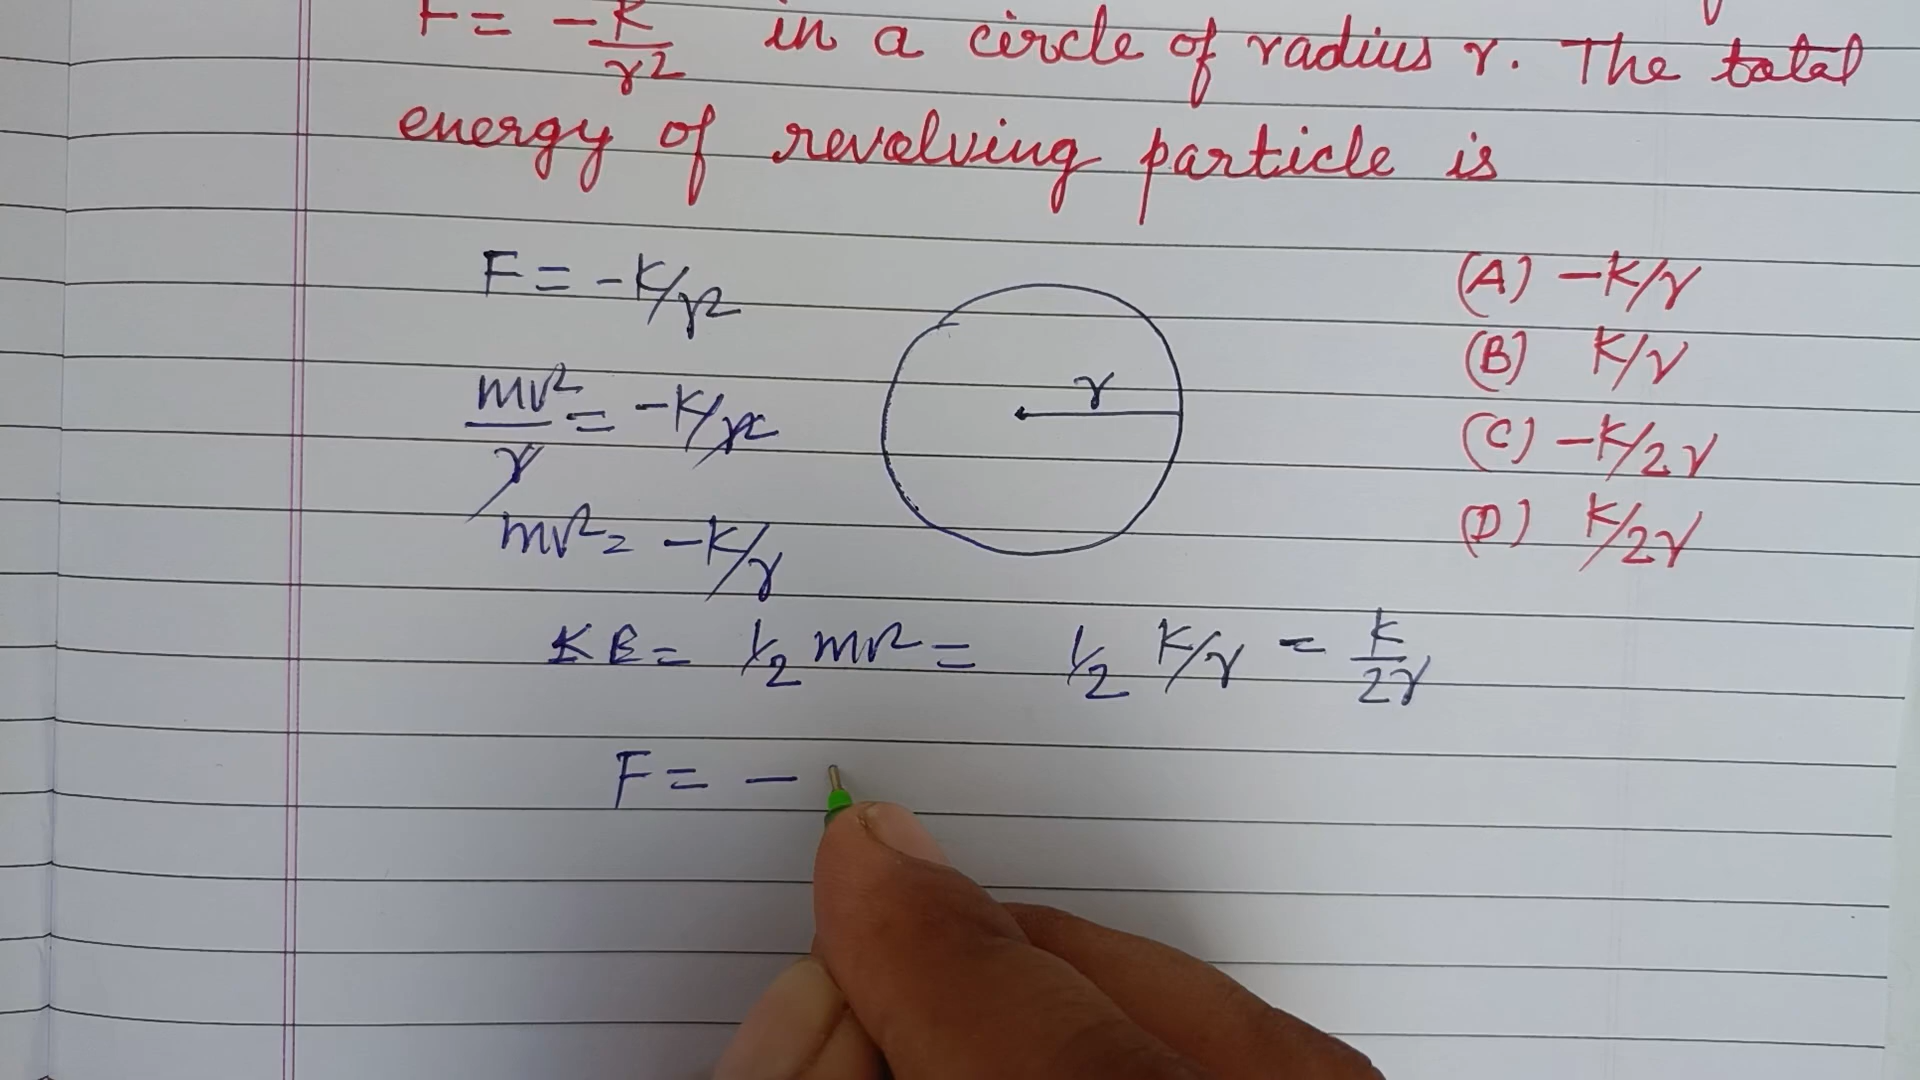 F = -K/r² in a circle of radius r. The total
energy of revolving particle is
F = -K/r²
(A) -K/r
(B) K/r
mv²/r = -K/r²
(C) -K/2r
mv² = -K/r
(D) K/2r
KE = 1/2 mv² = 1/2 K/r = K/2r
F = -